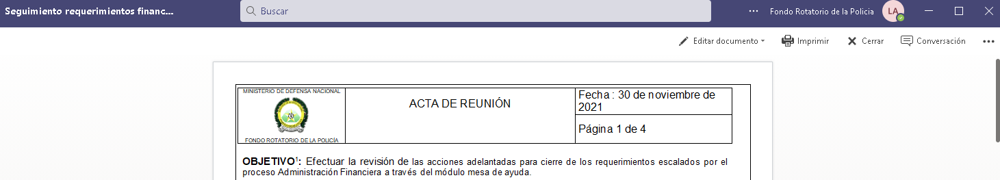 Seguimiento requerimientos financ...
Buscar
Fondo Rotatorio de la Policia
LA
Editar documento
Imprimir
Cerrar
Conversación
MINISTERIO DE DEFENSA NACIONAL
FONDO ROTATORIO DE LA POLICÍA
ACTA DE REUNIÓN
Fecha : 30 de noviembre de
2021
Página 1 de 4
OBJETIVO¹: Efectuar la revisión de las acciones adelantadas para cierre de los requerimientos escalados por el
proceso Administración Financiera a través del módulo mesa de ayuda.